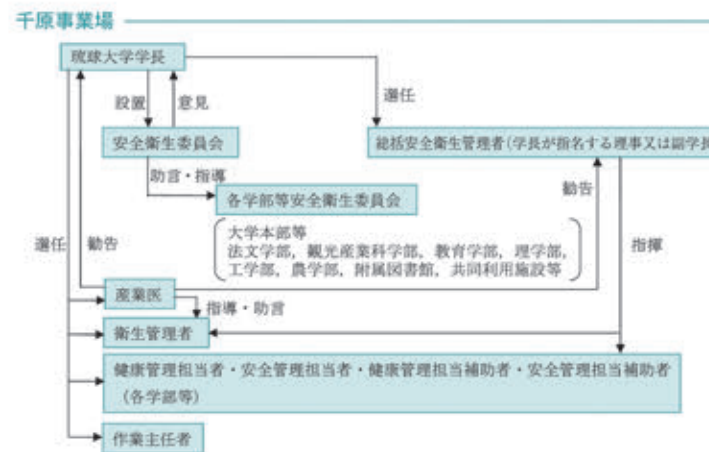 千原事業場
琉球大学学長
設置
意見
選任
安全衛生委員会
総括安全衛生管理者(学長が指名する理事又は副学長
助言・指導
各学部等安全衛生委員会
勧告
大学本部等
法文学部, 観光産業科学部, 教育学部, 理学部,
工学部, 農学部, 附属図書館, 共同利用施設等
選任
勧告
指揮
産業医
指導・助言
衛生管理者
健康管理担当者・安全管理担当者・健康管理担当補助者・安全管理担当補助者
(各学部等)
作業主任者